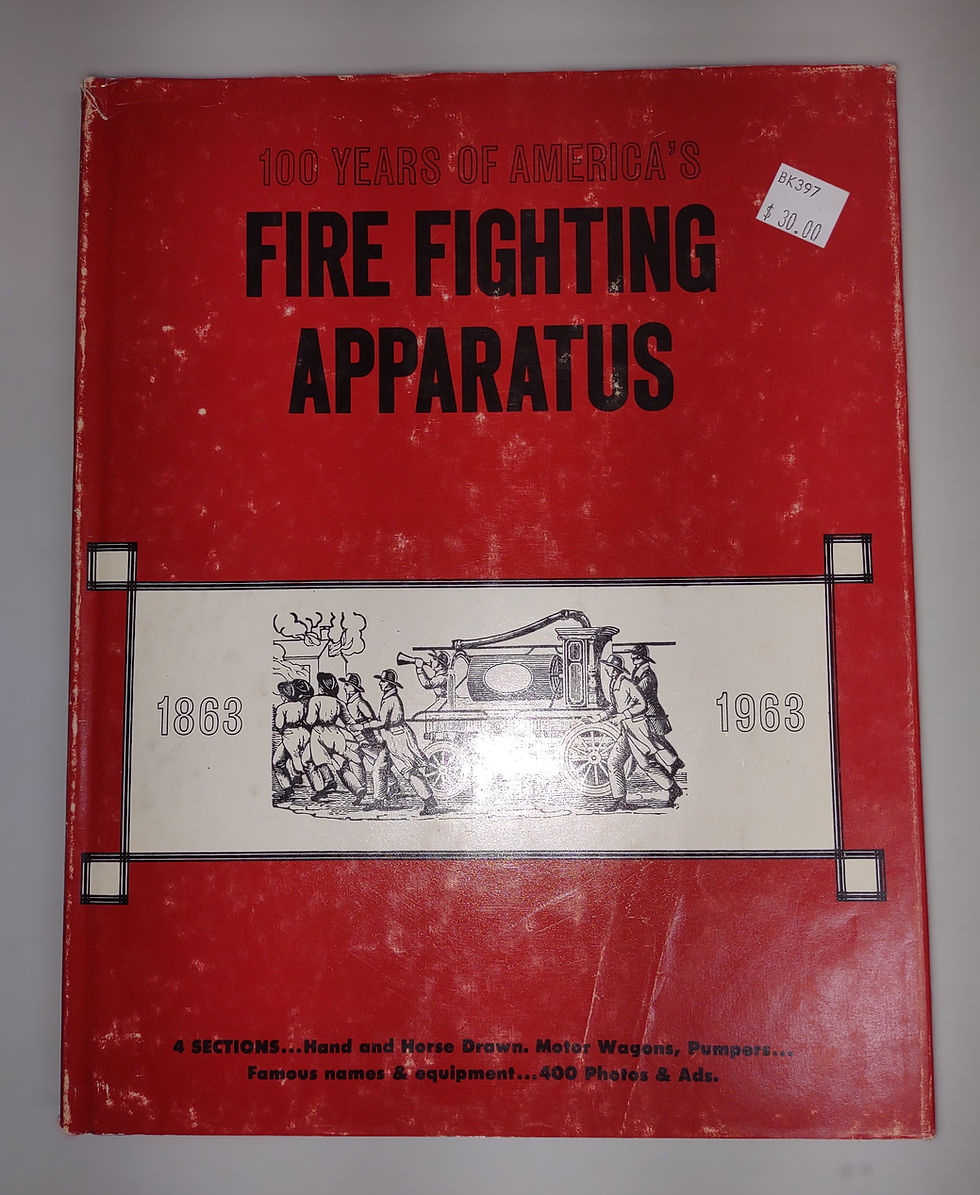 100 YEARS OF AMERICA'S
FIRE FIGHTING
APPARATUS
BK397
$ 30.00
1863
1963
4 SECTIONS...Hand and Horse Drawn. Motor Wagons, Pumpers...
Famous names & equipment...400 Photos & Ads.